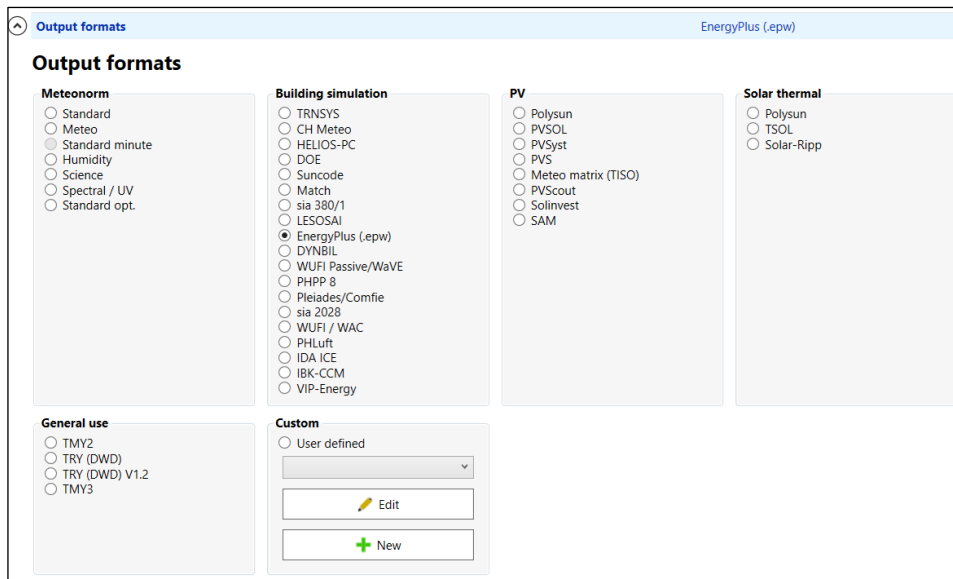 Output formats EnergyPlus (.epw)
Output formats
Meteonorm
Standard
Meteo
Standard minute
Humidity
Science
Spectral / UV
Standard opt.
Building simulation
TRNSYS
CH Meteo
HELIOS-PC
DOE
Suncode
Match
sia 380/1
LESOSAI
EnergyPlus (.epw)
DYNBIL
WUFI Passive/WaVE
PHPP 8
Pleiades/Comfie
sia 2028
WUFI / WAC
PHLuft
IDA ICE
IBK-CCM
VIP-Energy
PV
Polysun
PVSOL
PVSyst
PVS
Meteo matrix (TISO)
PVScout
Solinvest
SAM
Solar thermal
Polysun
TSOL
Solar-Ripp
General use
TMY2
TRY (DWD)
TRY (DWD) V1.2
TMY3
Custom
User defined
Edit
New